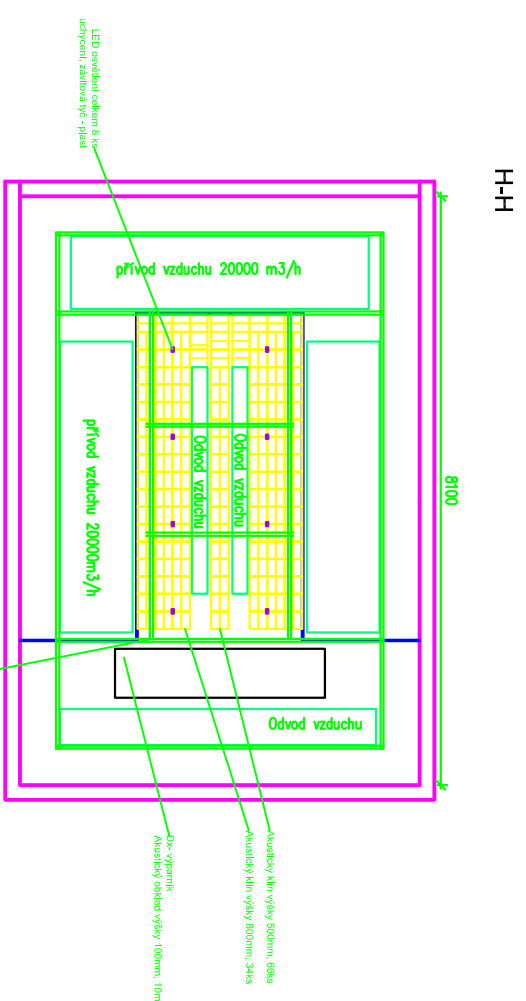 H-H
LED osvětlení celkem 8 ks
uchycení, závitová tyč - plast
přívod vzduchu 20000 m3/h
8100
přívod vzduchu 20000m3/h
Odvod vzduchu
Odvod vzduchu
Odvod vzduchu
Akustický klín výšky 500mm, 66ks
Akustický klín výšky 800mm, 34ks
Dx- výparník
Akustický obklad výšky 100mm, 10m